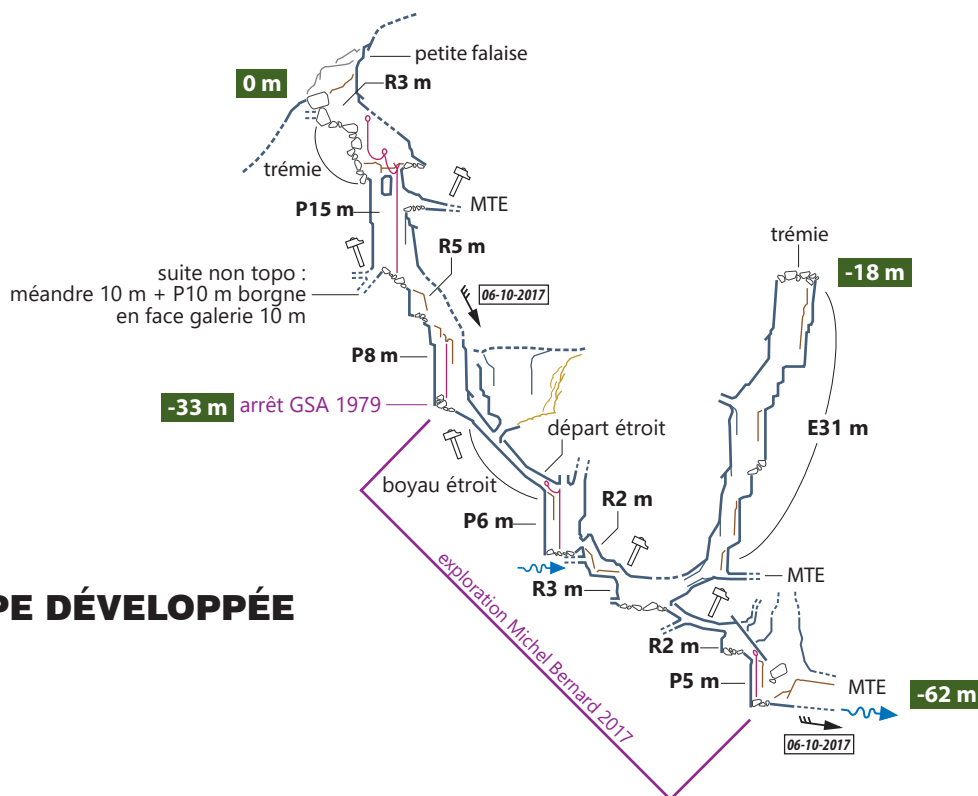 petite falaise
0 m
R3 m
trémie
P15 m
MTE
R5 m
suite non topo :
méandre 10 m + P10 m borgne
en face galerie 10 m
06-10-2017
trémie
-18 m
P8 m
-33 m
arrêt GSA 1979
départ étroit
E31 m
boyau étroit
R2 m
P6 m
R3 m
MTE
exploration Michel Bernard 2017
PE DÉVELOPPÉE
R2 m
P5 m
MTE
-62 m
06-10-2017